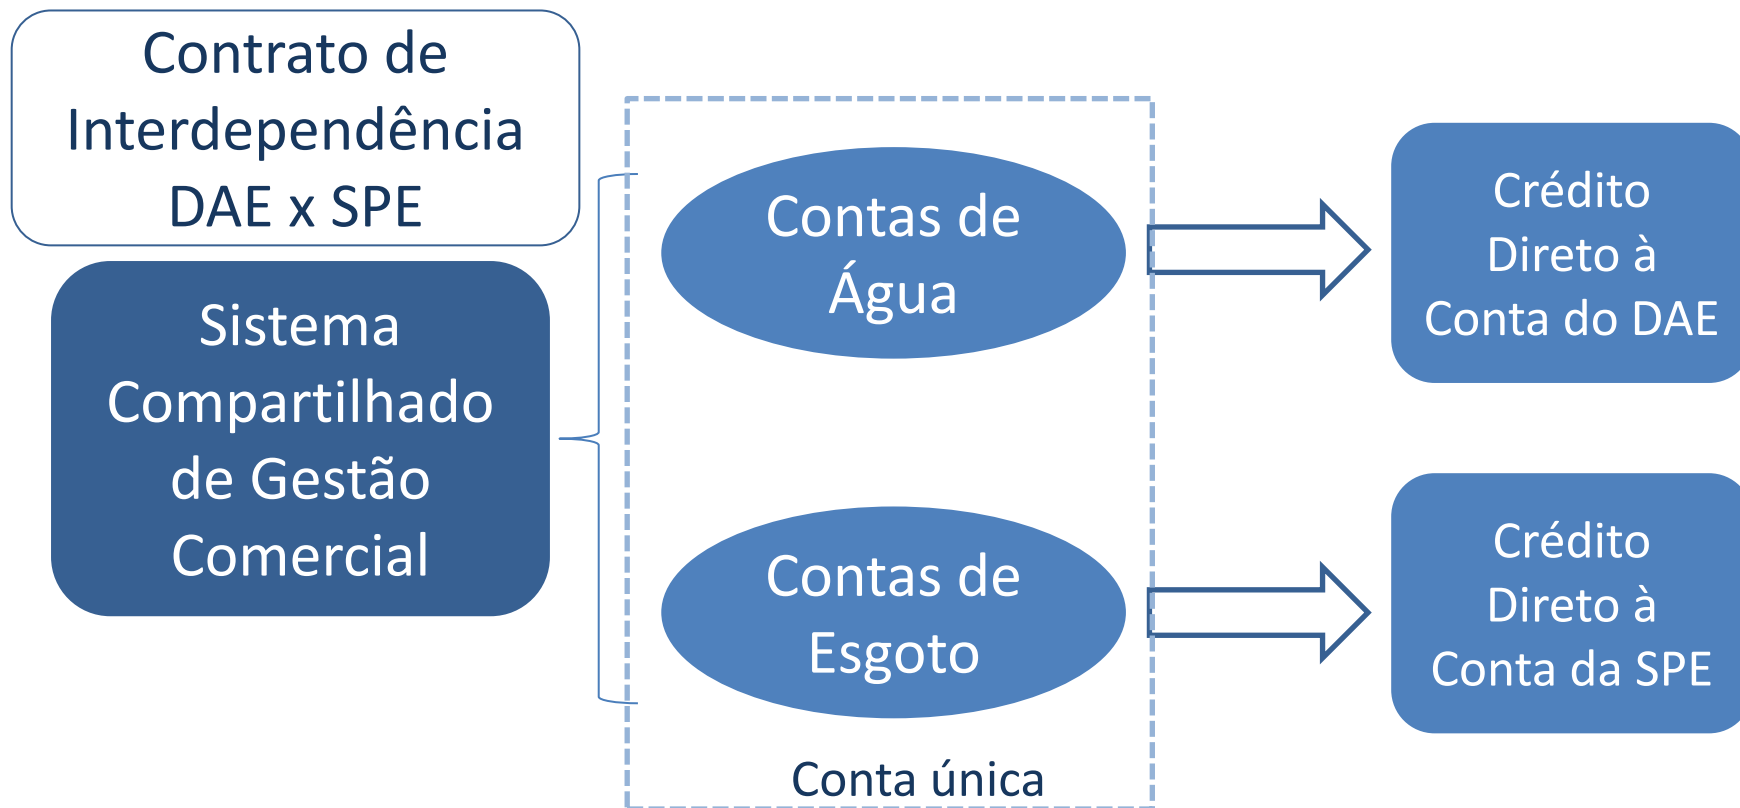 Contrato de
Interdependência
DAE x SPE
Sistema
Compartilhado
de Gestão
Comercial
Contas de
Água
Contas de
Esgoto
Conta única
Crédito
Direto à
Conta do DAE
Crédito
Direto à
Conta da SPE